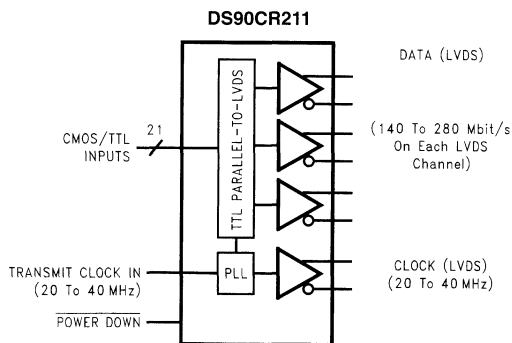 DS90CR211
DATA (LVDS)
TTL PARALLEL-TO-LVDS
21
CMOS/TTL
INPUTS
(140 To 280 Mbit/s
On Each LVDS
Channel)
TRANSMIT CLOCK IN
(20 To 40 MHz)
PLL
CLOCK (LVDS)
(20 To 40 MHz)
POWER DOWN